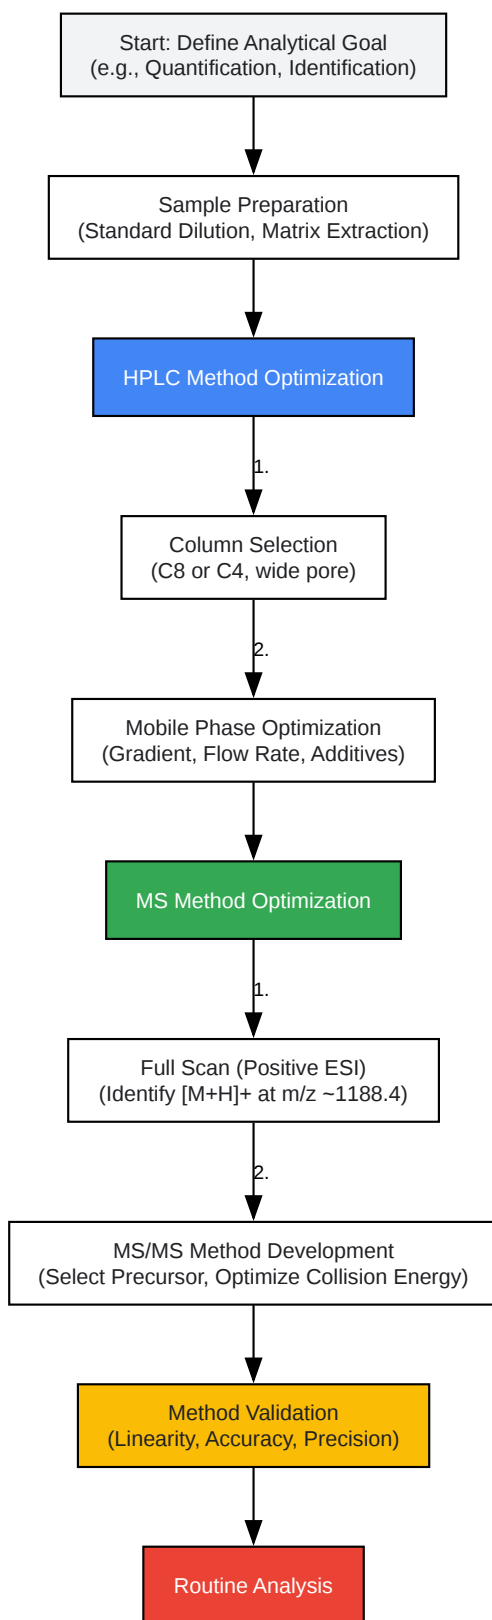 Start: Define Analytical Goal
(e.g., Quantification, Identification)
Sample Preparation
(Standard Dilution, Matrix Extraction)
HPLC Method Optimization
1.
Column Selection
(C8 or C4, wide pore)
2.
Mobile Phase Optimization
(Gradient, Flow Rate, Additives)
MS Method Optimization
1.
Full Scan (Positive ESI)
(Identify [M+H]+ at m/z ~1188.4)
2.
MS/MS Method Development
(Select Precursor, Optimize Collision Energy)
Method Validation
(Linearity, Accuracy, Precision)
Routine Analysis